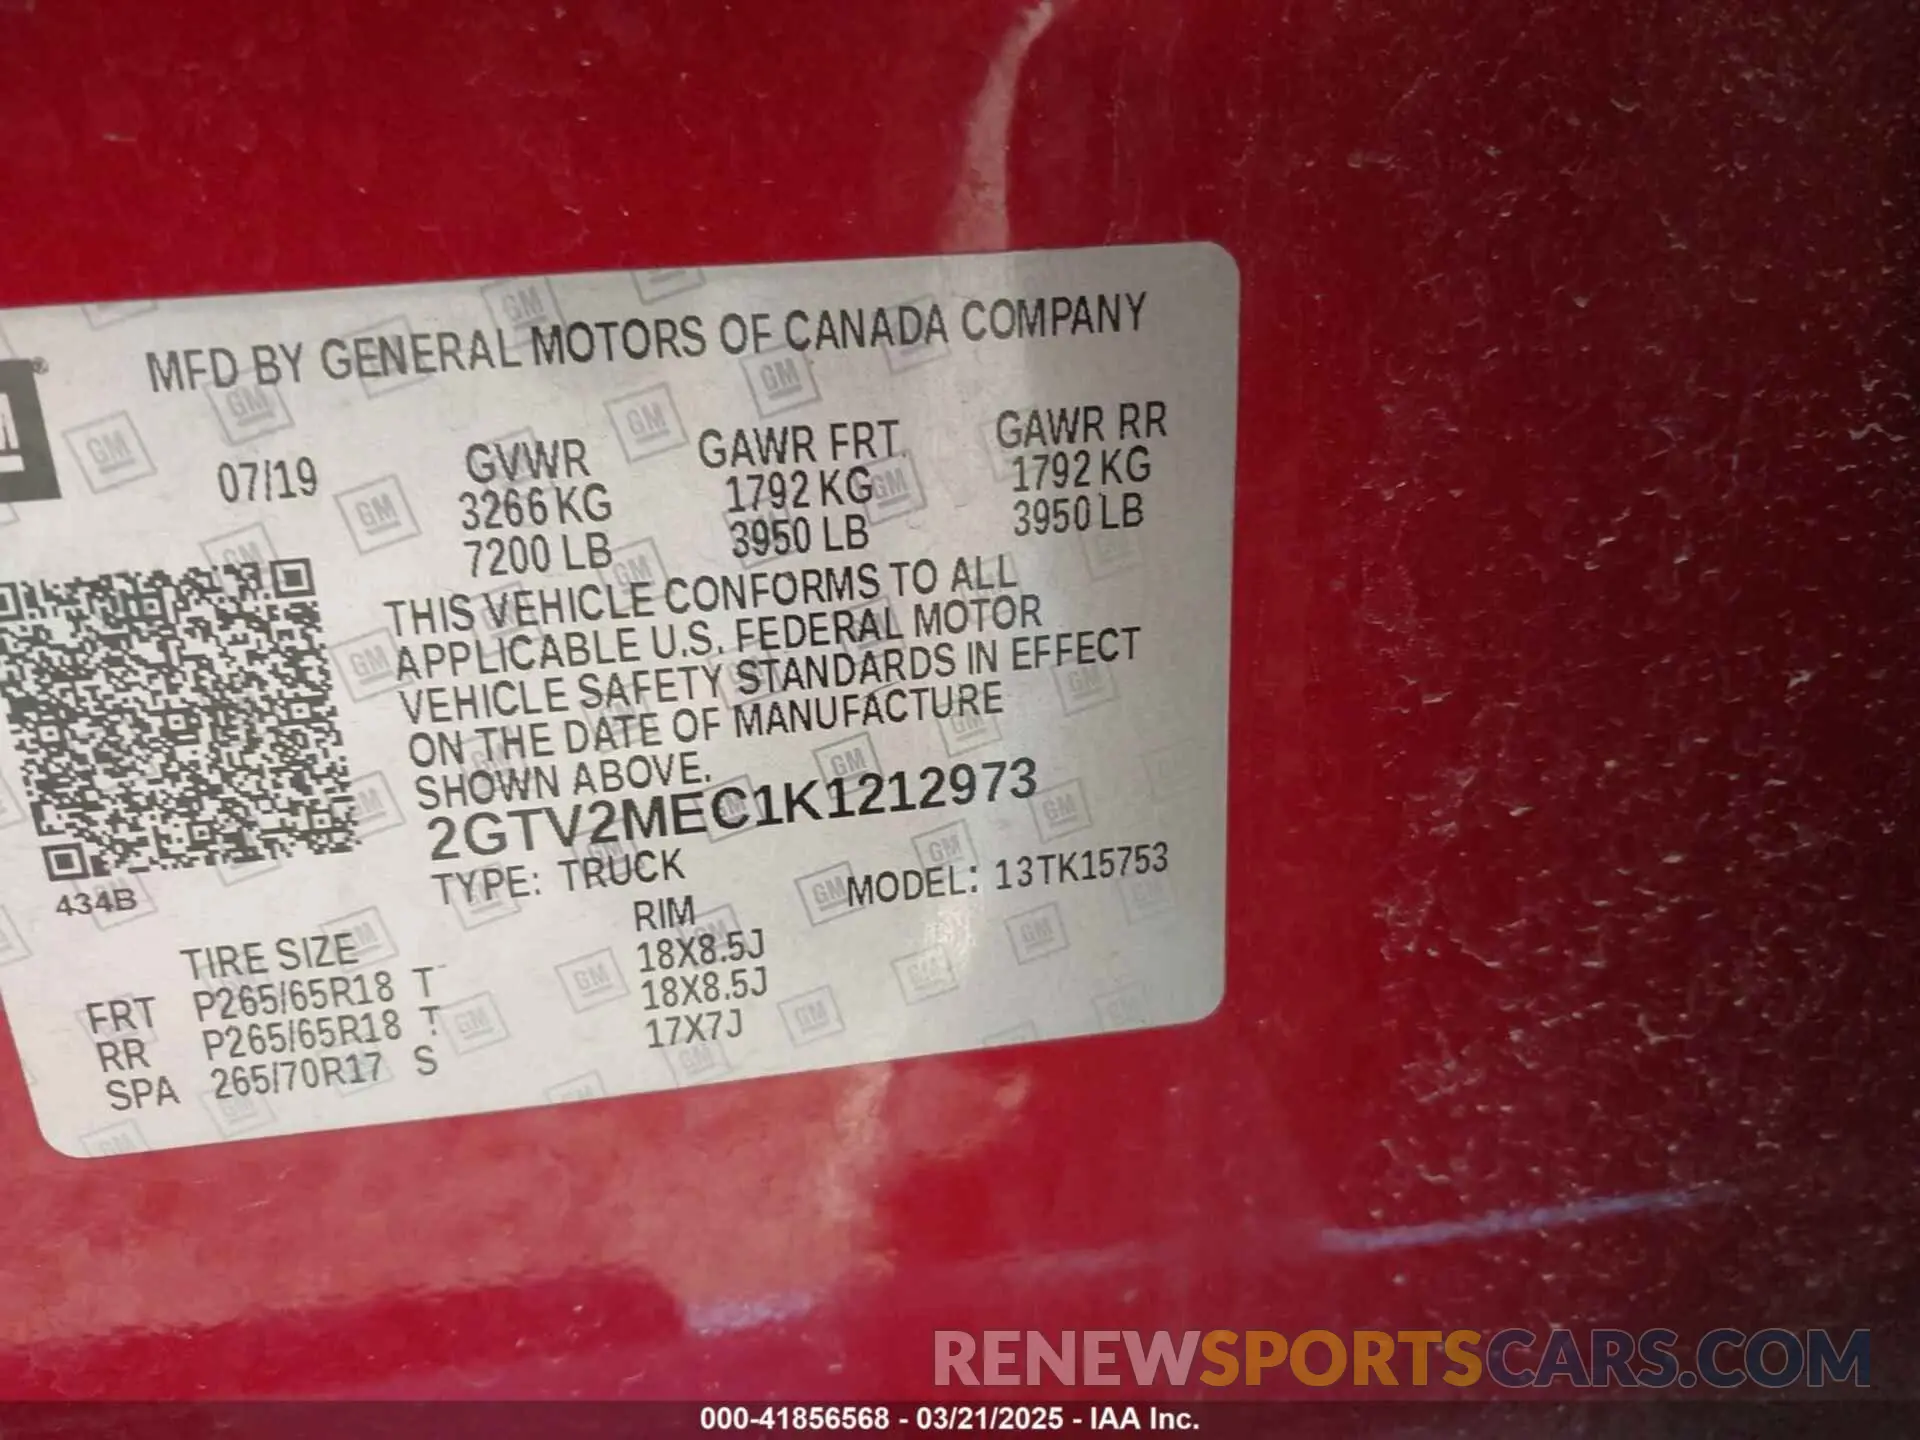 MFD BY GENERAL MOTORS OF CANADA COMPANY
07/19 GVWR GAWR FRT GAWR RR
3266 KG 1792 KG 1792 KG
7200 LB 3950 LB 3950 LB
THIS VEHICLE CONFORMS TO ALL
APPLICABLE U.S. FEDERAL MOTOR
VEHICLE SAFETY STANDARDS IN EFFECT
ON THE DATE OF MANUFACTURE
SHOWN ABOVE.
2GTV2MEC1K1212973
TYPE: TRUCK MODEL: 13TK15753
434B
TIRE SIZE RIM
FRT P265/65R18 T 18X8.5J
RR P265/65R18 T 18X8.5J
SPA 265/70R17 S 17X7J
RENEWSPORTSCARS.COM
000-41856568 - 03/21/2025 - IAA Inc.